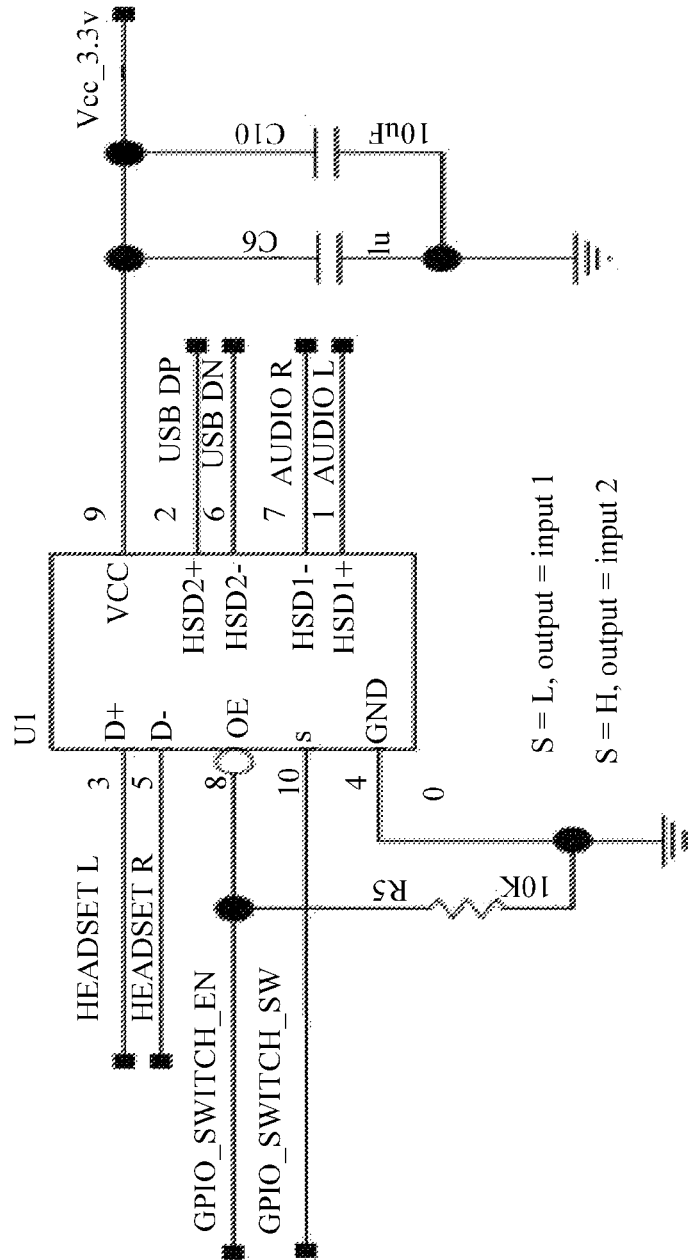 U1
HEADSET L
HEADSET R
GPIO_SWITCH_EN
GPIO_SWITCH_SW
3
5
8
10
4
0
D+
D-
OE
s
GND
VCC
HSD2+
HSD2-
HSD1-
HSD1+
9
2
6
7
1
USB DP
USB DN
AUDIO R
AUDIO L
Vcc_3.3v
C6
1u
C10
10uF
R5
10K
S = L, output = input 1
S = H, output = input 2